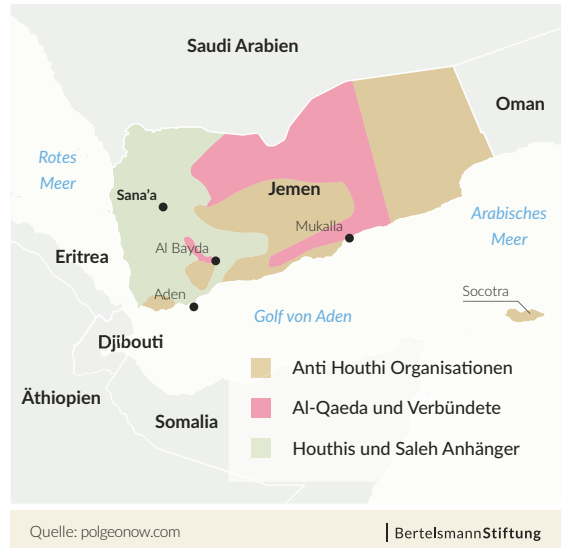 Saudi Arabien
Oman
Rotes
Meer
Sana’a
Jemen
Arabisches
Meer
Mukalla
Al Bayda
Eritrea
Aden
Socotra
Golf von Aden
Djibouti
Äthiopien
Somalia
Anti Houthi Organisationen
Al-Qaeda und Verbündete
Houthis und Saleh Anhänger
Quelle: polgeonow.com
BertelsmannStiftung